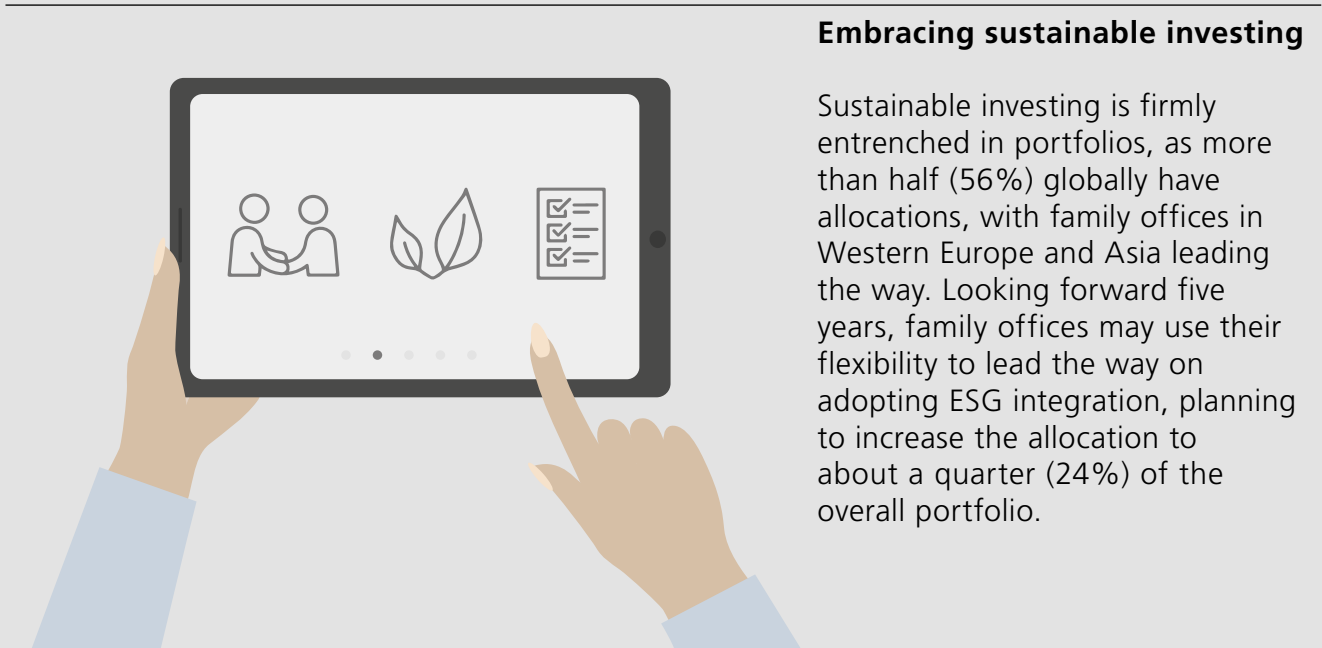 Embracing sustainable investing
Sustainable investing is firmly
entrenched in portfolios, as more
than half (56%) globally have
allocations, with family offices in
Western Europe and Asia leading
the way. Looking forward five
years, family offices may use their
flexibility to lead the way on
adopting ESG integration, planning
to increase the allocation to
about a quarter (24%) of the
overall portfolio.